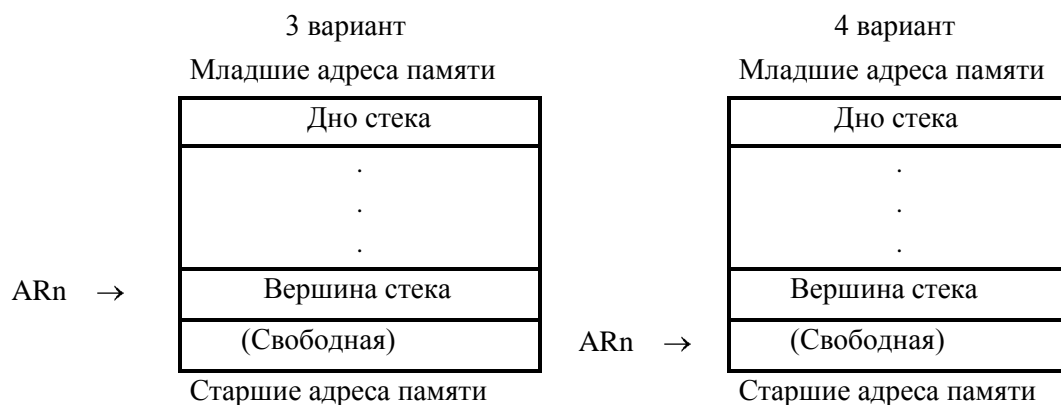 3 вариант
Младшие адреса памяти
Дно стека
.
.
.
ARn → Вершина стека
(Свободная)
Старшие адреса памяти
4 вариант
Младшие адреса памяти
Дно стека
.
.
.
Вершина стека
ARn → (Свободная)
Старшие адреса памяти